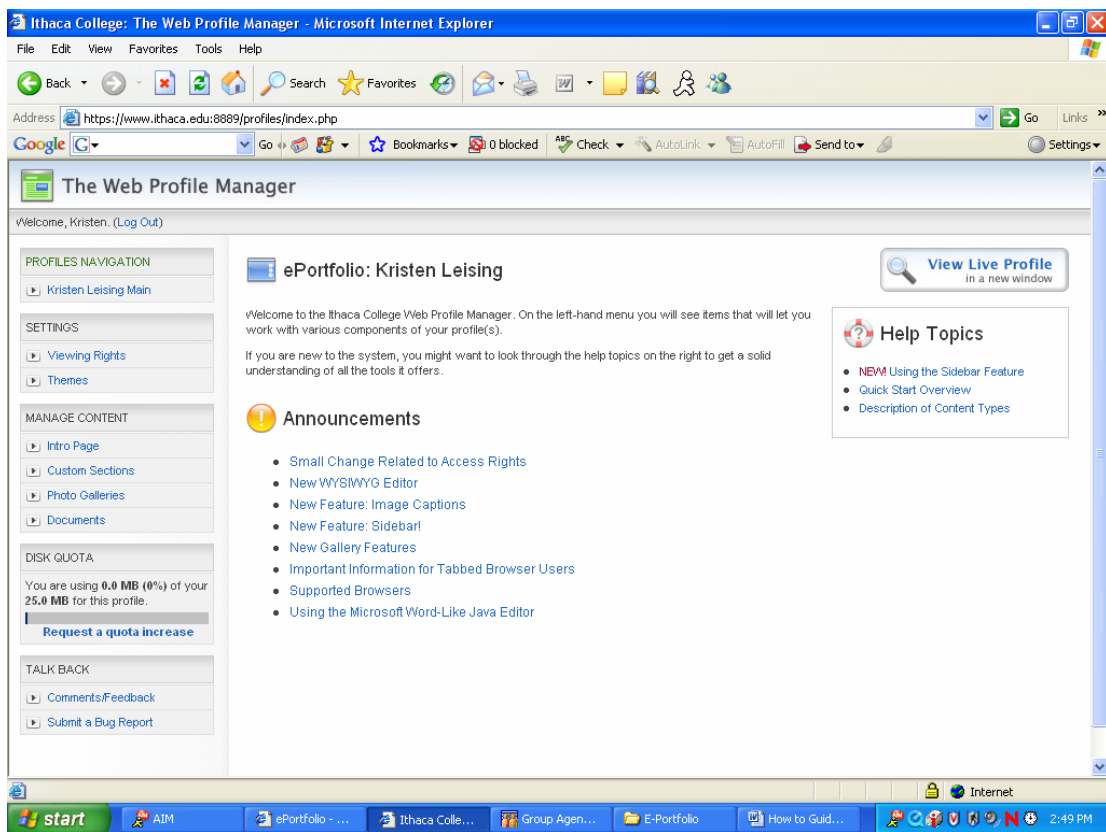 Ithaca College: The Web Profile Manager - Microsoft Internet Explorer
File Edit View Favorites Tools Help
Back Search Favorites
Address https://www.ithaca.edu:8889/profiles/index.php Go Links »
Google G Go Bookmarks 0 blocked ABC Check AutoLink AutoFill Send to Settings
The Web Profile Manager
Welcome, Kristen. (Log Out)
PROFILES NAVIGATION
Kristen Leising Main
SETTINGS
Viewing Rights
Themes
MANAGE CONTENT
Intro Page
Custom Sections
Photo Galleries
Documents
DISK QUOTA
You are using 0.0 MB (0%) of your
25.0 MB for this profile.
Request a quota increase
TALK BACK
Comments/Feedback
Submit a Bug Report
ePortfolio: Kristen Leising
Welcome to the Ithaca College Web Profile Manager. On the left-hand menu you will see items that will let you
work with various components of your profile(s).
If you are new to the system, you might want to look through the help topics on the right to get a solid
understanding of all the tools it offers.
Announcements
Small Change Related to Access Rights
New WYSIWYG Editor
New Feature: Image Captions
New Feature: Sidebar!
New Gallery Features
Important Information for Tabbed Browser Users
Supported Browsers
Using the Microsoft Word-Like Java Editor
View Live Profile
in a new window
Help Topics
NEW! Using the Sidebar Feature
Quick Start Overview
Description of Content Types
Internet
start AIM ePortfolio - ... Ithaca Colle... Group Agen... E-Portfolio How to Guid... 2:49 PM